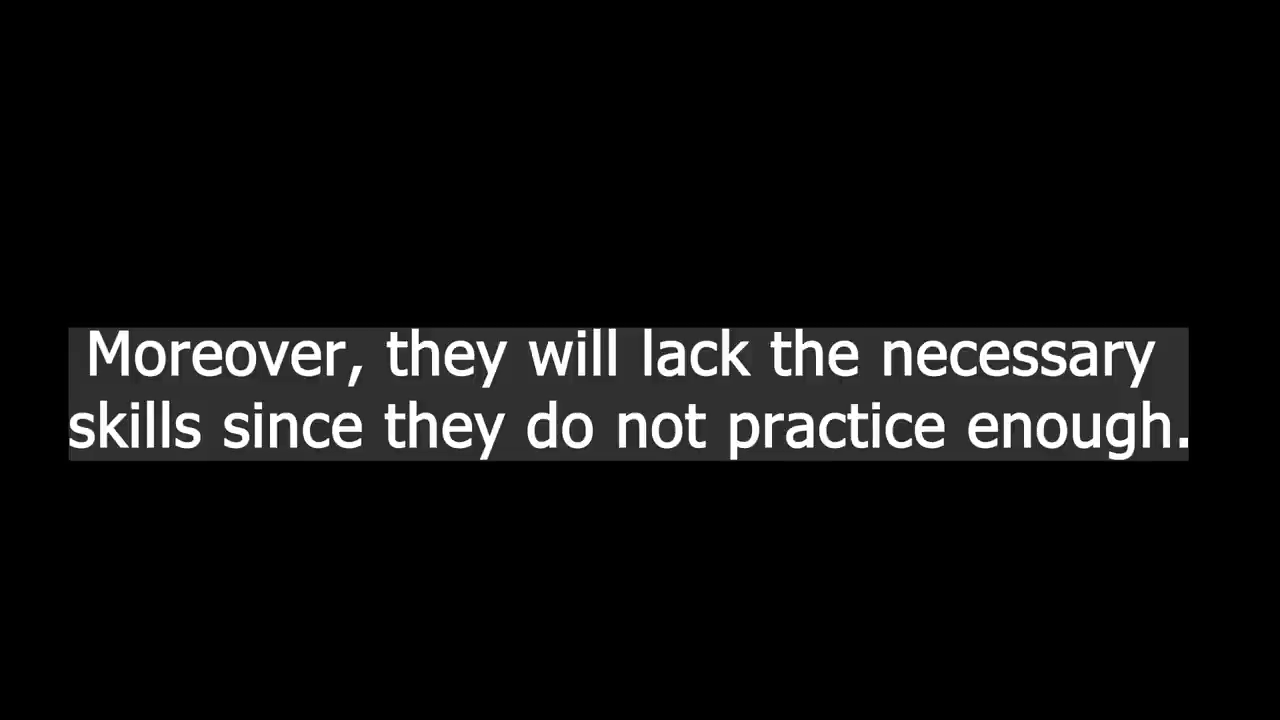 Moreover, they will lack the necessary
skills since they do not practice enough.